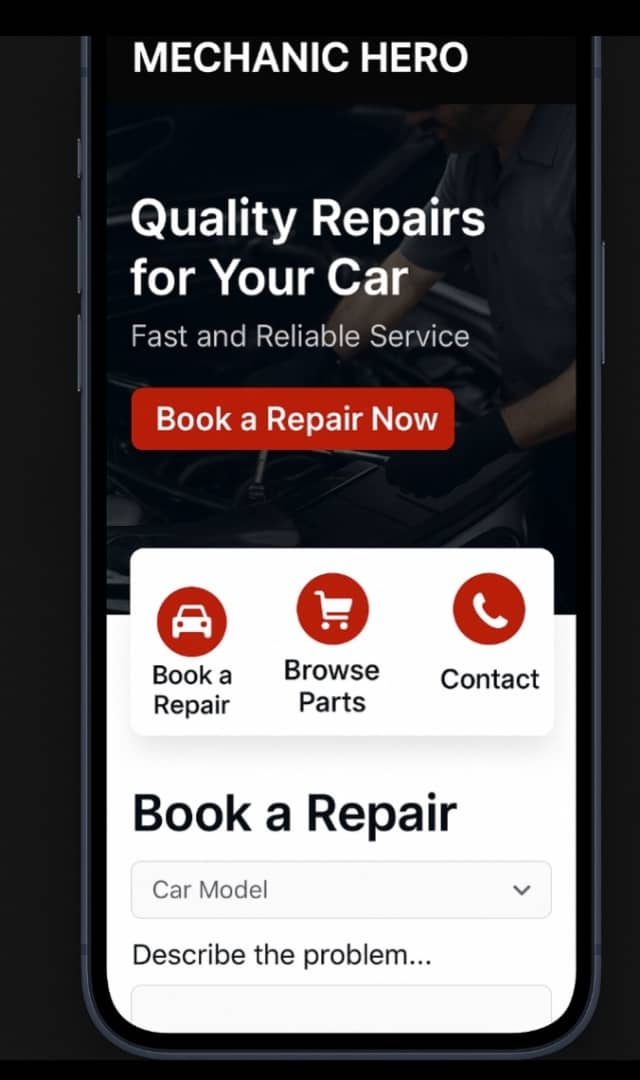 MECHANIC HERO
Quality Repairs
for Your Car
Fast and Reliable Service
Book a Repair Now
Book a
Repair
Browse
Parts
Contact
Book a Repair
Car Model
Describe the problem...